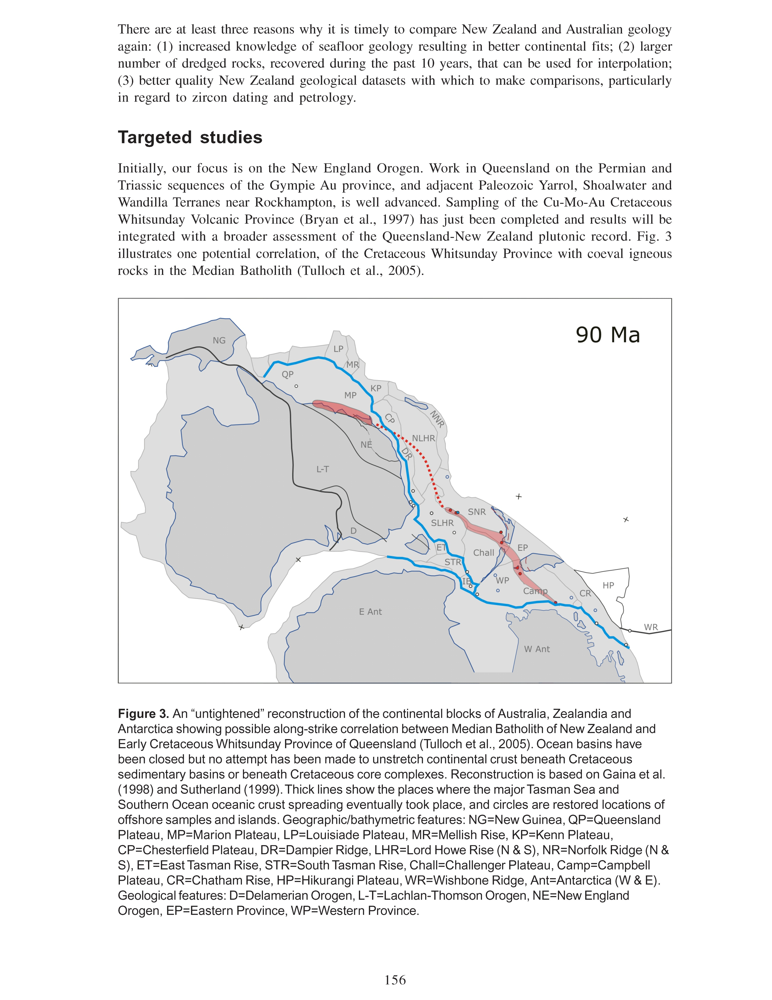 There are at least three reasons why it is timely to compare New Zealand and Australian geology
again: (1) increased knowledge of seafloor geology resulting in better continental fits; (2) larger
number of dredged rocks, recovered during the past 10 years, that can be used for interpolation;
(3) better quality New Zealand geological datasets with which to make comparisons, particularly
in regard to zircon dating and petrology.
Targeted studies
Initially, our focus is on the New England Orogen. Work in Queensland on the Permian and
Triassic sequences of the Gympie Au province, and adjacent Paleozoic Yarrol, Shoalwater and
Wandilla Terranes near Rockhampton, is well advanced. Sampling of the Cu-Mo-Au Cretaceous
Whitsunday Volcanic Province (Bryan et al., 1997) has just been completed and results will be
integrated with a broader assessment of the Queensland-New Zealand plutonic record. Fig. 3
illustrates one potential correlation, of the Cretaceous Whitsunday Province with coeval igneous
rocks in the Median Batholith (Tulloch et al., 2005).
90 Ma
NG
LP
MR
QP
KP
MP
CP
NNR
NLHR
NE
DR
L-T
SNR
SLHR
D
ET
EP
Chall
STR
IB
WP
HP
Camp
CR
E Ant
WR
W Ant
Figure 3. An “untightened” reconstruction of the continental blocks of Australia, Zealandia and
Antarctica showing possible along-strike correlation between Median Batholith of New Zealand and
Early Cretaceous Whitsunday Province of Queensland (Tulloch et al., 2005). Ocean basins have
been closed but no attempt has been made to unstretch continental crust beneath Cretaceous
sedimentary basins or beneath Cretaceous core complexes. Reconstruction is based on Gaina et al.
(1998) and Sutherland (1999). Thick lines show the places where the major Tasman Sea and
Southern Ocean oceanic crust spreading eventually took place, and circles are restored locations of
offshore samples and islands. Geographic/bathymetric features: NG=New Guinea, QP=Queensland
Plateau, MP=Marion Plateau, LP=Louisiade Plateau, MR=Mellish Rise, KP=Kenn Plateau,
CP=Chesterfield Plateau, DR=Dampier Ridge, LHR=Lord Howe Rise (N & S), NR=Norfolk Ridge (N &
S), ET=East Tasman Rise, STR=South Tasman Rise, Chall=Challenger Plateau, Camp=Campbell
Plateau, CR=Chatham Rise, HP=Hikurangi Plateau, WR=Wishbone Ridge, Ant=Antarctica (W & E).
Geological features: D=Delamerian Orogen, L-T=Lachlan-Thomson Orogen, NE=New England
Orogen, EP=Eastern Province, WP=Western Province.
156